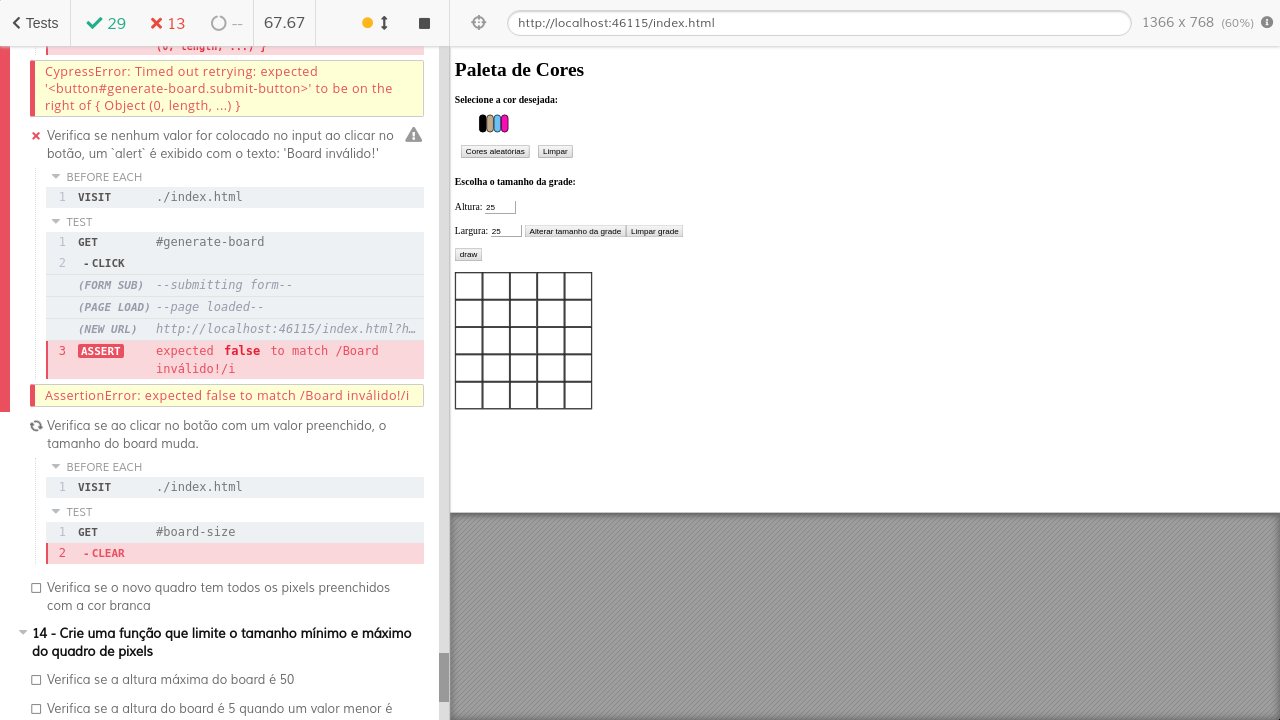 Tests
29
13
--
67.67
http://localhost:46115/index.html
1366 x 768 (60%)
(0, length, ...) }
CypressError: Timed out retrying: expected
'<button#generate-board.submit-button>' to be on the
right of { Object (0, length, ...) }
Verifica se nenhum valor for colocado no input ao clicar no
botão, um `alert` é exibido com o texto: 'Board inválido!'
BEFORE EACH
1 VISIT ./index.html
TEST
1 GET #generate-board
2 - CLICK
(FORM SUB) --submitting form--
(PAGE LOAD) --page loaded--
(NEW URL) http://localhost:46115/index.html?h…
3 ASSERT expected false to match /Board
inválido!/i
AssertionError: expected false to match /Board inválido!/i
Verifica se ao clicar no botão com um valor preenchido, o
tamanho do board muda.
BEFORE EACH
1 VISIT ./index.html
TEST
1 GET #board-size
2 - CLEAR
Verifica se o novo quadro tem todos os pixels preenchidos
com a cor branca
14 - Crie uma função que limite o tamanho mínimo e máximo
do quadro de pixels
Verifica se a altura máxima do board é 50
Verifica se a altura do board é 5 quando um valor menor é
Paleta de Cores
Selecione a cor desejada:
Cores aleatórias Limpar
Escolha o tamanho da grade:
Altura: 25
Largura: 25 Alterar tamanho da grade Limpar grade
draw